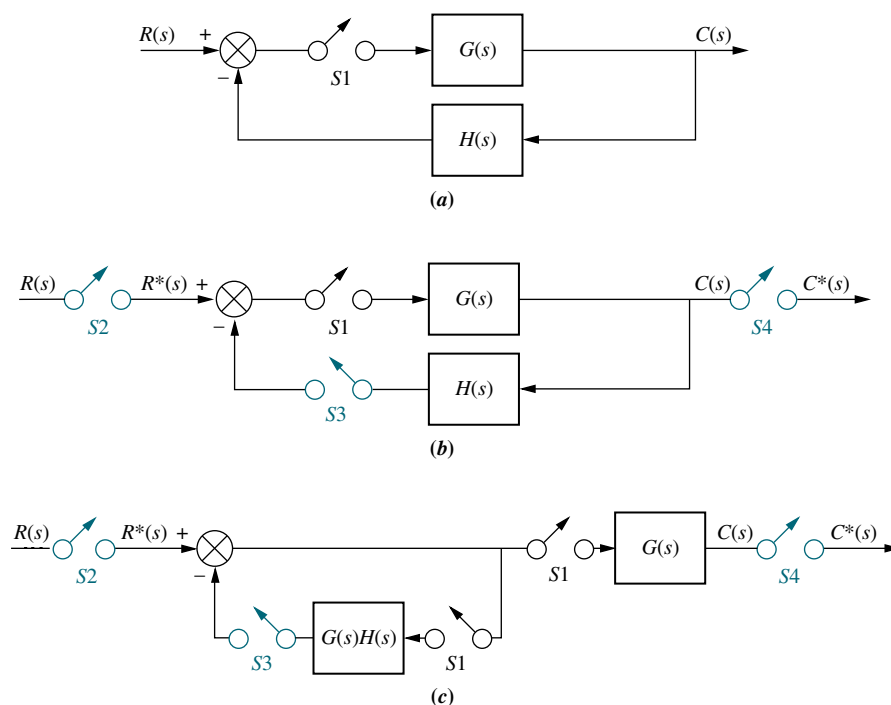 R(s) + G(s) C(s)
− S1
H(s)
(a)
R(s) R*(s) + G(s) C(s) C*(s)
S2 − S1 S4
S3 H(s)
(b)
R(s) R*(s) + G(s) C(s) C*(s)
S2 − S1 S4
S3 G(s)H(s) S1
(c)